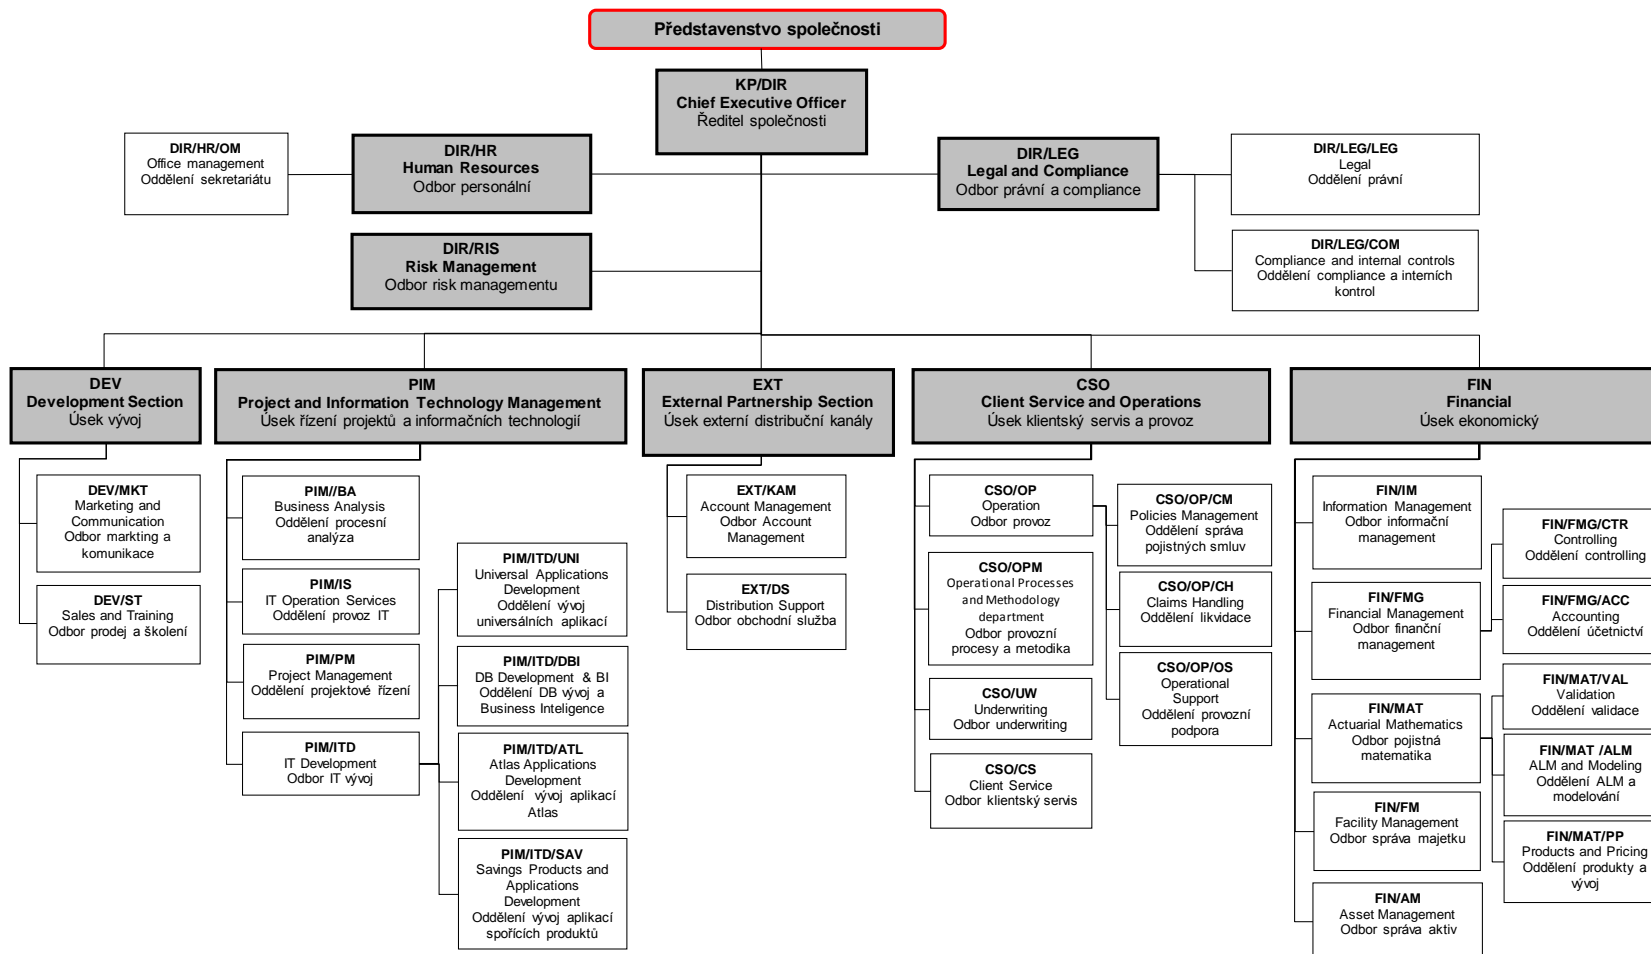 Představenstvo společnosti
KP/DIR
Chief Executive Officer
Ředitel společnosti
DIR/HR/OM
Office management
Oddělení sekretariátu
DIR/HR
Human Resources
Odbor personální
DIR/LEG
Legal and Compliance
Odbor právní a compliance
DIR/LEG/LEG
Legal
Oddělení právní
DIR/RIS
Risk Management
Odbor risk managementu
DIR/LEG/COM
Compliance and internal controls
Oddělení compliance a interních
kontrol
DEV
Development Section
Úsek vývoj
PIM
Project and Information Technology Management
Úsek řízení projektů a informačních technologií
EXT
External Partnership Section
Úsek externí distribuční kanály
CSO
Client Service and Operations
Úsek klientský servis a provoz
FIN
Financial
Úsek ekonomický
DEV/MKT
Marketing and
Communication
Odbor markting a
komunikace
DEV/ST
Sales and Training
Odbor prodej a školení
PIM//BA
Business Analysis
Oddělení procesní
analýza
PIM/IS
IT Operation Services
Oddělení provoz IT
PIM/PM
Project Management
Oddělení projektové řízení
PIM/ITD
IT Development
Odbor IT vývoj
PIM/ITD/UNI
Universal Applications
Development
Oddělení vývoj
universálních aplikací
PIM/ITD/DBI
DB Development & BI
Oddělení DB vývoj a
Business Inteligence
PIM/ITD/ATL
Atlas Applications
Development
Oddělení vývoj aplikací
Atlas
PIM/ITD/SAV
Savings Products and
Applications
Development
Oddělení vývoj aplikací
spořících produktů
EXT/KAM
Account Management
Odbor Account
Management
EXT/DS
Distribution Support
Odbor obchodní služba
CSO/OP
Operation
Odbor provoz
CSO/OPM
Operational Processes
and Methodology
department
Odbor provozní
procesy a metodika
CSO/UW
Underwriting
Odbor underwriting
CSO/CS
Client Service
Odbor klientský servis
CSO/OP/CM
Policies Management
Oddělení správa
pojistných smluv
CSO/OP/CH
Claims Handling
Oddělení likvidace
CSO/OP/OS
Operational
Support
Oddělení provozní
podpora
FIN/IM
Information Management
Odbor informační
management
FIN/FMG
Financial Management
Odbor finanční
management
FIN/MAT
Actuarial Mathematics
Odbor pojistná
matematika
FIN/FM
Facility Management
Odbor správa majetku
FIN/AM
Asset Management
Odbor správa aktiv
FIN/FMG/CTR
Controlling
Oddělení controlling
FIN/FMG/ACC
Accounting
Oddělení účetnictví
FIN/MAT/VAL
Validation
Oddělení validace
FIN/MAT /ALM
ALM and Modeling
Oddělení ALM a
modelování
FIN/MAT/PP
Products and Pricing
Oddělení produkty a
vývoj